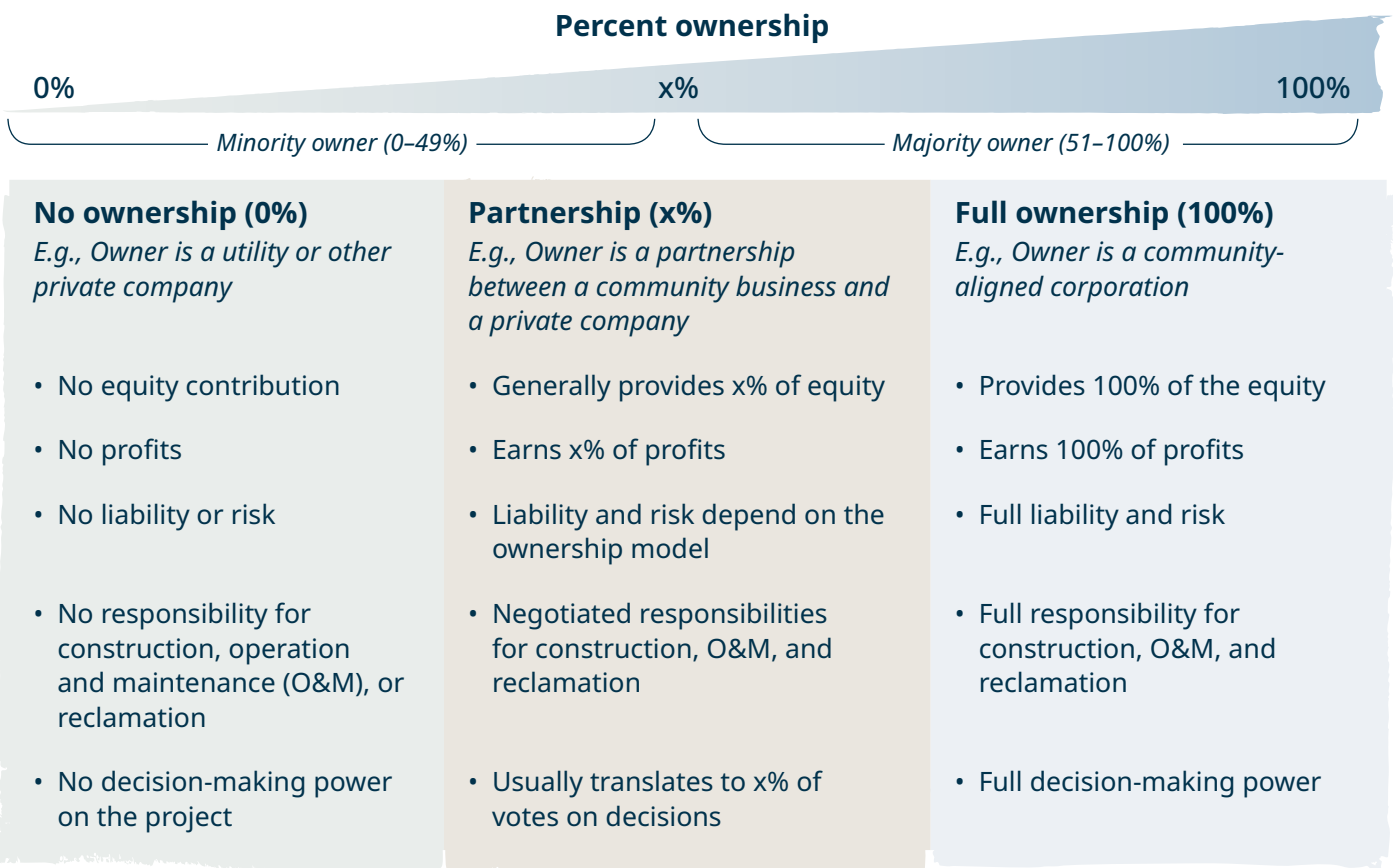 Percent ownership
0%
x%
100%
Minority owner (0–49%)
Majority owner (51–100%)
No ownership (0%)
E.g., Owner is a utility or other
private company
• No equity contribution
• No profits
• No liability or risk
• No responsibility for
construction, operation
and maintenance (O&M), or
reclamation
• No decision-making power
on the project
Partnership (x%)
E.g., Owner is a partnership
between a community business and
a private company
• Generally provides x% of equity
• Earns x% of profits
• Liability and risk depend on the
ownership model
• Negotiated responsibilities
for construction, O&M, and
reclamation
• Usually translates to x% of
votes on decisions
Full ownership (100%)
E.g., Owner is a community-
aligned corporation
• Provides 100% of the equity
• Earns 100% of profits
• Full liability and risk
• Full responsibility for
construction, O&M, and
reclamation
• Full decision-making power